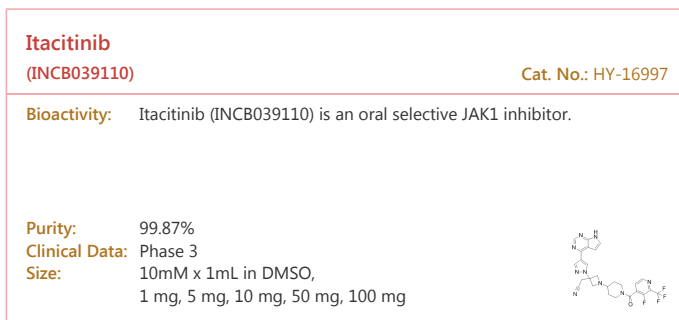 Itacitinib
(INCB039110)
Cat. No.: HY-16997
Bioactivity: Itacitinib (INCB039110) is an oral selective JAK1 inhibitor.
Purity: 99.87%
Clinical Data: Phase 3
Size: 10mM x 1mL in DMSO,
1 mg, 5 mg, 10 mg, 50 mg, 100 mg